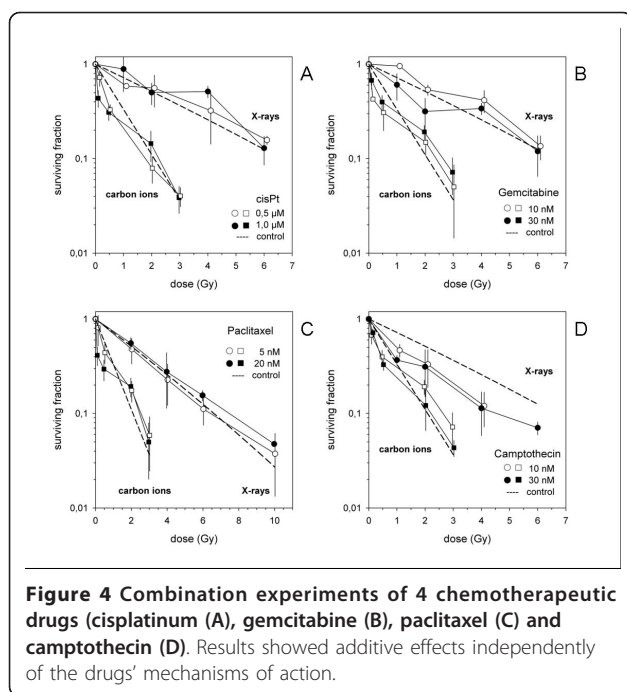 1
0,1
0,01
surviving fraction
0 1 2 3 4 5 6 7
dose (Gy)
A
X-rays
carbon ions
cisPt
0,5 µM
1,0 µM
control
1
0,1
0,01
surviving fraction
0 1 2 3 4 5 6 7
dose (Gy)
B
X-rays
carbon ions
Gemcitabine
10 nM
30 nM
control
1
0,1
0,01
surviving fraction
0 2 4 6 8 10
dose (Gy)
C
Paclitaxel
5 nM
20 nM
control
carbon ions
X-rays
1
0,1
0,01
surviving fraction
0 1 2 3 4 5 6 7
dose (Gy)
D
X-rays
carbon ions
Camptothecin
10 nM
30 nM
control
Figure 4 Combination experiments of 4 chemotherapeutic
drugs (cisplatinum (A), gemcitabine (B), paclitaxel (C) and
camptothecin (D). Results showed additive effects independently
of the drugs' mechanisms of action.